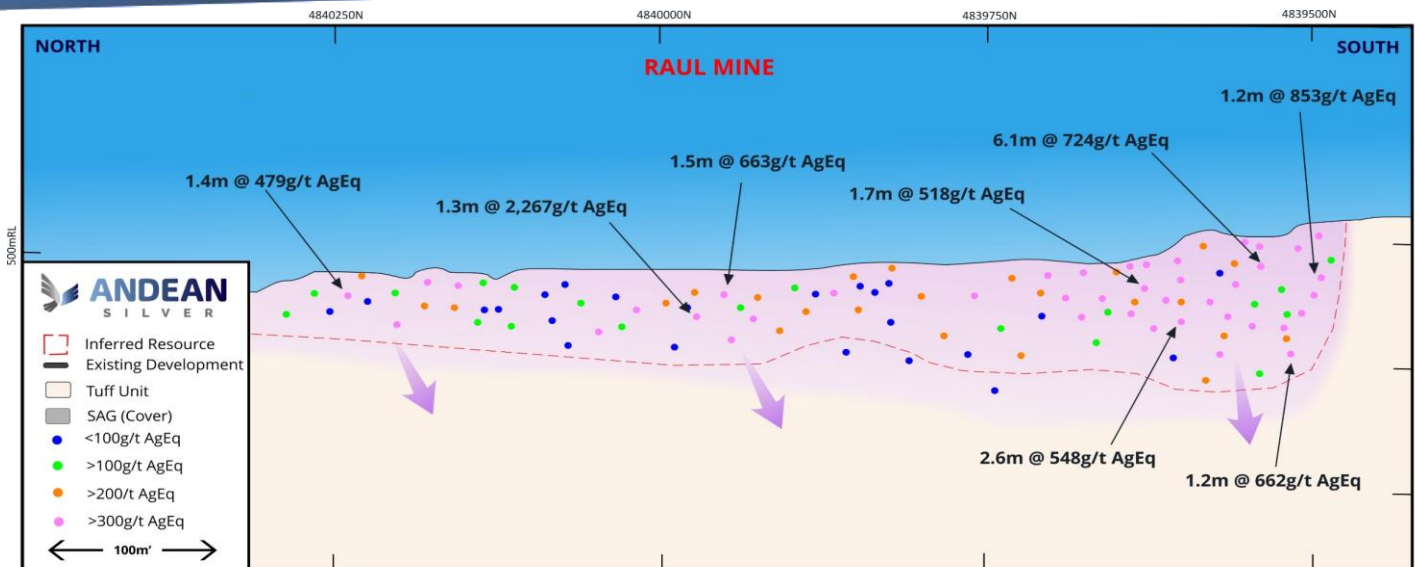 4840250N
4840000N
4839750N
4839500N
NORTH
RAUL MINE
SOUTH
1.2m @ 853g/t AgEq
6.1m @ 724g/t AgEq
1.5m @ 663g/t AgEq
1.4m @ 479g/t AgEq
1.7m @ 518g/t AgEq
1.3m @ 2,267g/t AgEq
500mRL
ANDEAN
SILVER
Inferred Resource
Existing Development
Tuff Unit
SAG (Cover)
<100g/t AgEq
>100g/t AgEq
>200/t AgEq
>300g/t AgEq
100m'
2.6m @ 548g/t AgEq
1.2m @ 662g/t AgEq